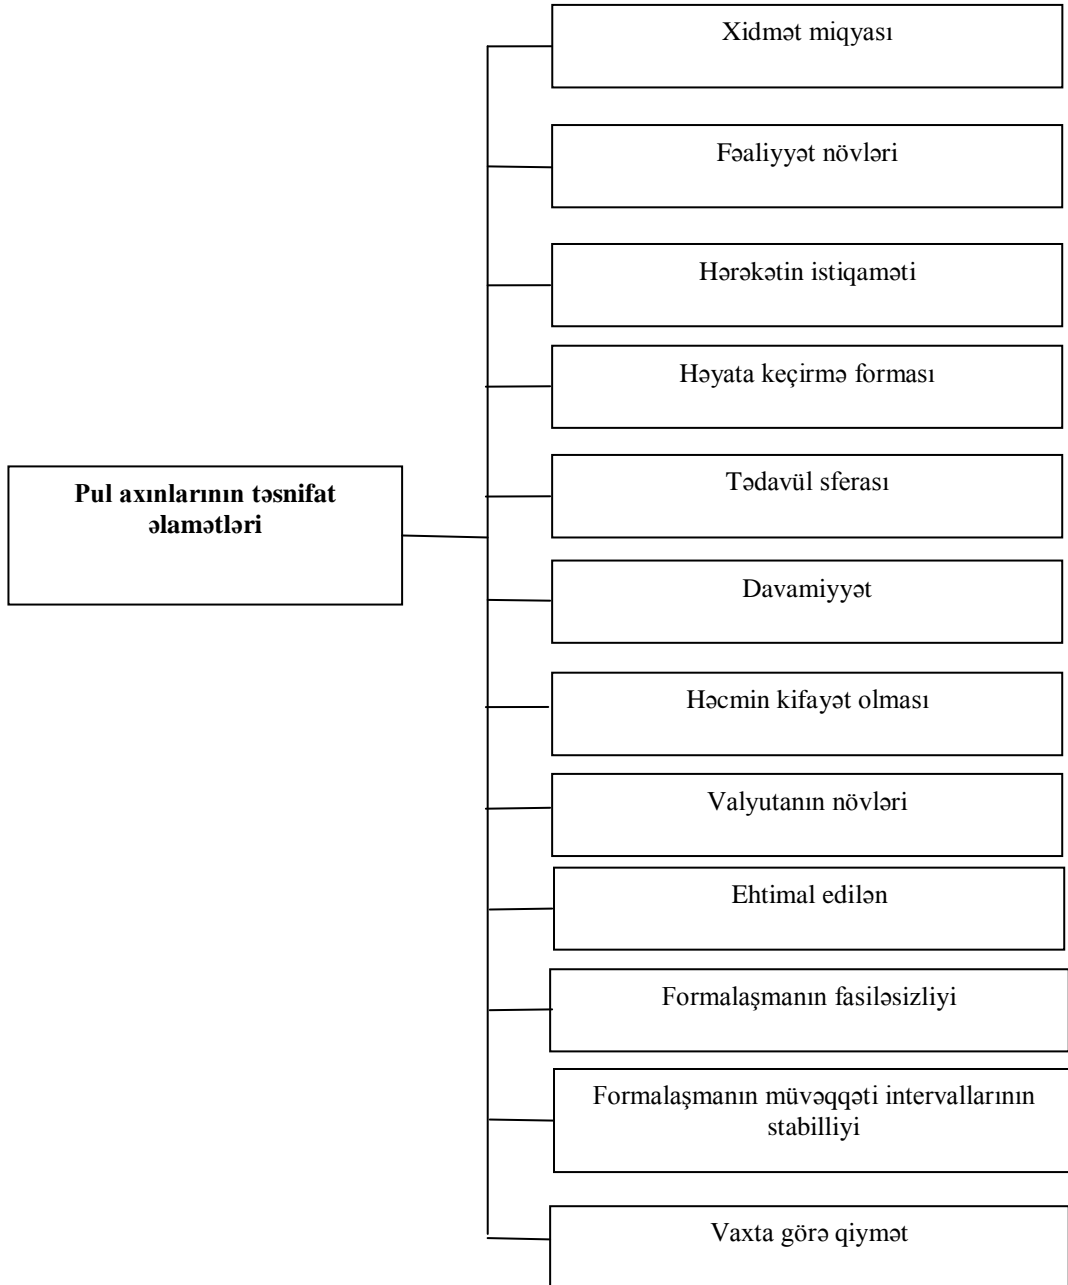 Xidmət miqyası
Fəaliyyət növləri
Hərəkətin istiqaməti
Həyata keçirmə forması
Pul axınlarının təsnifat
əlamətləri
Tədavül sferası
Davamiyyət
Həcmin kifayət olması
Valyutanın növləri
Ehtimal edilən
Formalaşmanın fasiləsizliyi
Formalaşmanın müvəqqəti intervallarının
stabilliyi
Vaxta görə qiymət